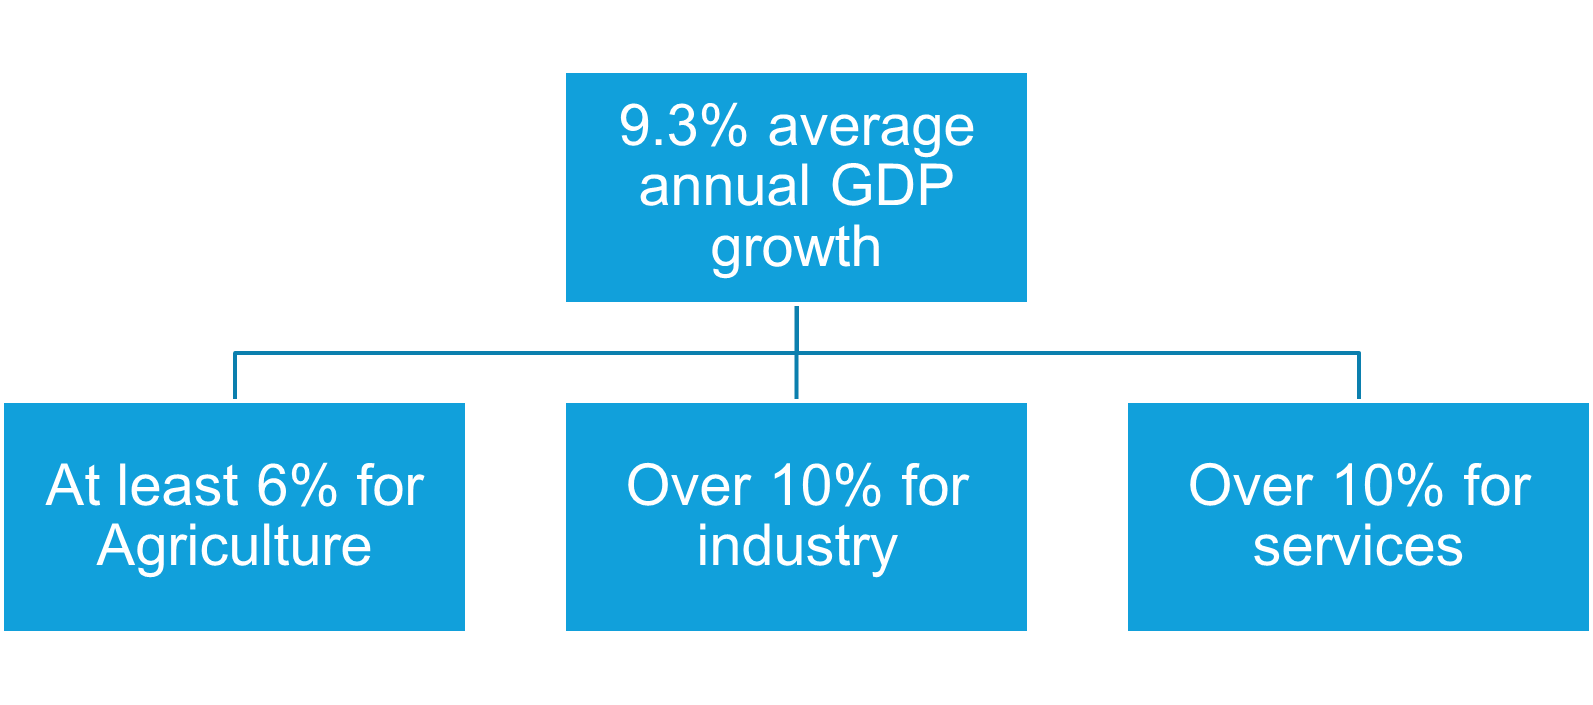 9.3% average
annual GDP
growth
At least 6% for
Agriculture
Over 10% for
industry
Over 10% for
services